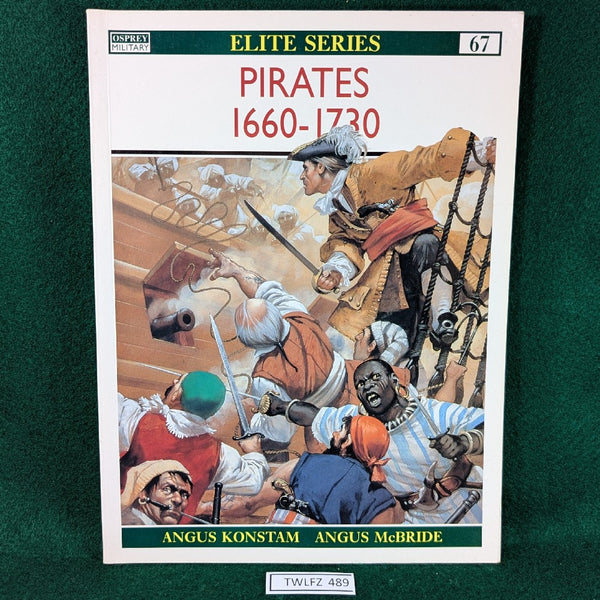 OSPREY
MILITARY
ELITE SERIES
67
PIRATES
1660-1730
ANGUS KONSTAM ANGUS McBRIDE
TWLFZ 489